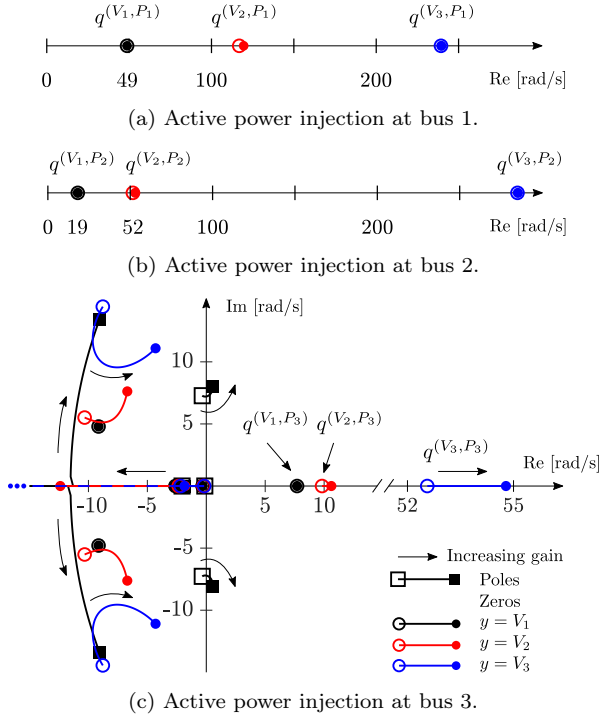 q^(V₁,P₁) q^(V₂,P₁) q^(V₃,P₁)
0 49 100 200 Re [rad/s]
(a) Active power injection at bus 1.
q^(V₁,P₂) q^(V₂,P₂) q^(V₃,P₂)
0 19 52 100 200 Re [rad/s]
(b) Active power injection at bus 2.
Im [rad/s]
10
5
q^(V₁,P₃) q^(V₂,P₃) q^(V₃,P₃)
Re [rad/s]
-10 -5 5 10 52 55
-5
-10
Increasing gain
Poles
Zeros
y = V₁
y = V₂
y = V₃
(c) Active power injection at bus 3.